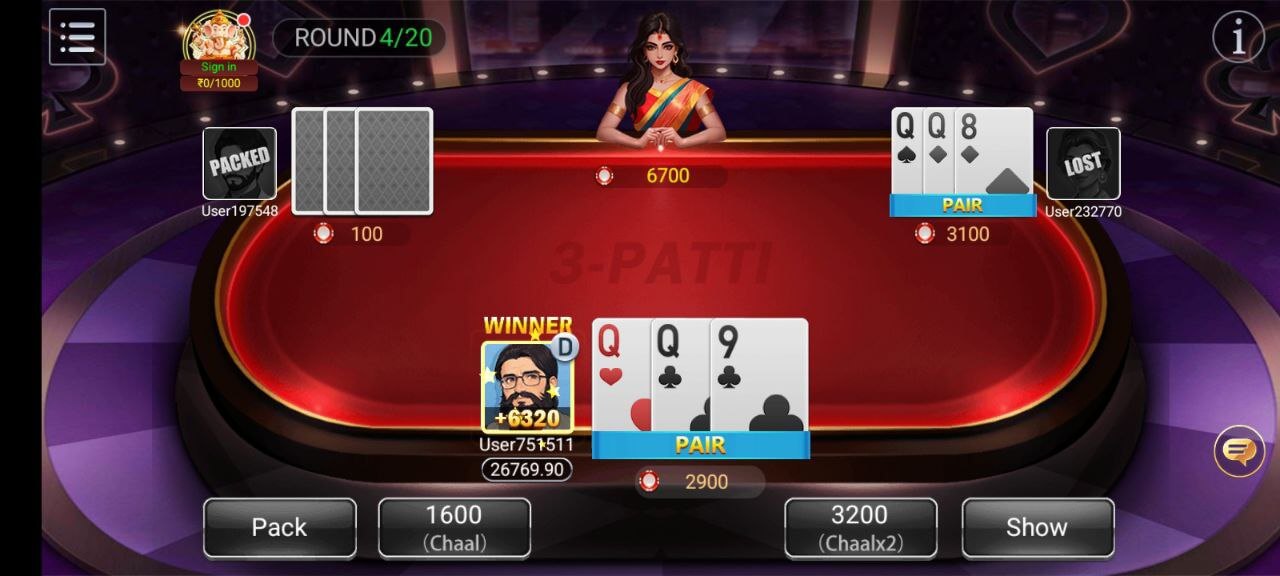 ROUND 4/20
Sign in
₹0/1000
PACKED
User197548
100
6700
Q Q 8
PAIR
LOST
User232770
3100
3-PATTI
WINNER
D
+6320
User751511
26769.90
Q Q 9
PAIR
2900
Pack
1600
(Chaal)
3200
(Chaalx2)
Show
i